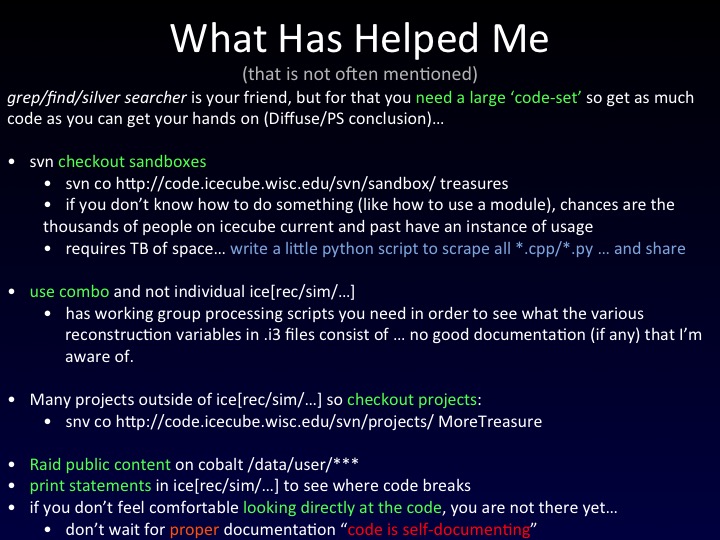 What Has Helped Me
(that is not often mentioned)
grep/find/silver searcher is your friend, but for that you need a large ‘code-set’ so get as much
code as you can get your hands on (Diffuse/PS conclusion)…
• svn checkout sandboxes
• svn co http://code.icecube.wisc.edu/svn/sandbox/ treasures
• if you don’t know how to do something (like how to use a module), chances are the
thousands of people on icecube current and past have an instance of usage
• requires TB of space… write a little python script to scrape all *.cpp/*.py … and share
• use combo and not individual ice[rec/sim/…]
• has working group processing scripts you need in order to see what the various
reconstruction variables in .i3 files consist of … no good documentation (if any) that I’m
aware of.
• Many projects outside of ice[rec/sim/…] so checkout projects:
• snv co http://code.icecube.wisc.edu/svn/projects/ MoreTreasure
• Raid public content on cobalt /data/user/***
• print statements in ice[rec/sim/…] to see where code breaks
• if you don’t feel comfortable looking directly at the code, you are not there yet…
• don’t wait for proper documentation “code is self-documenting”